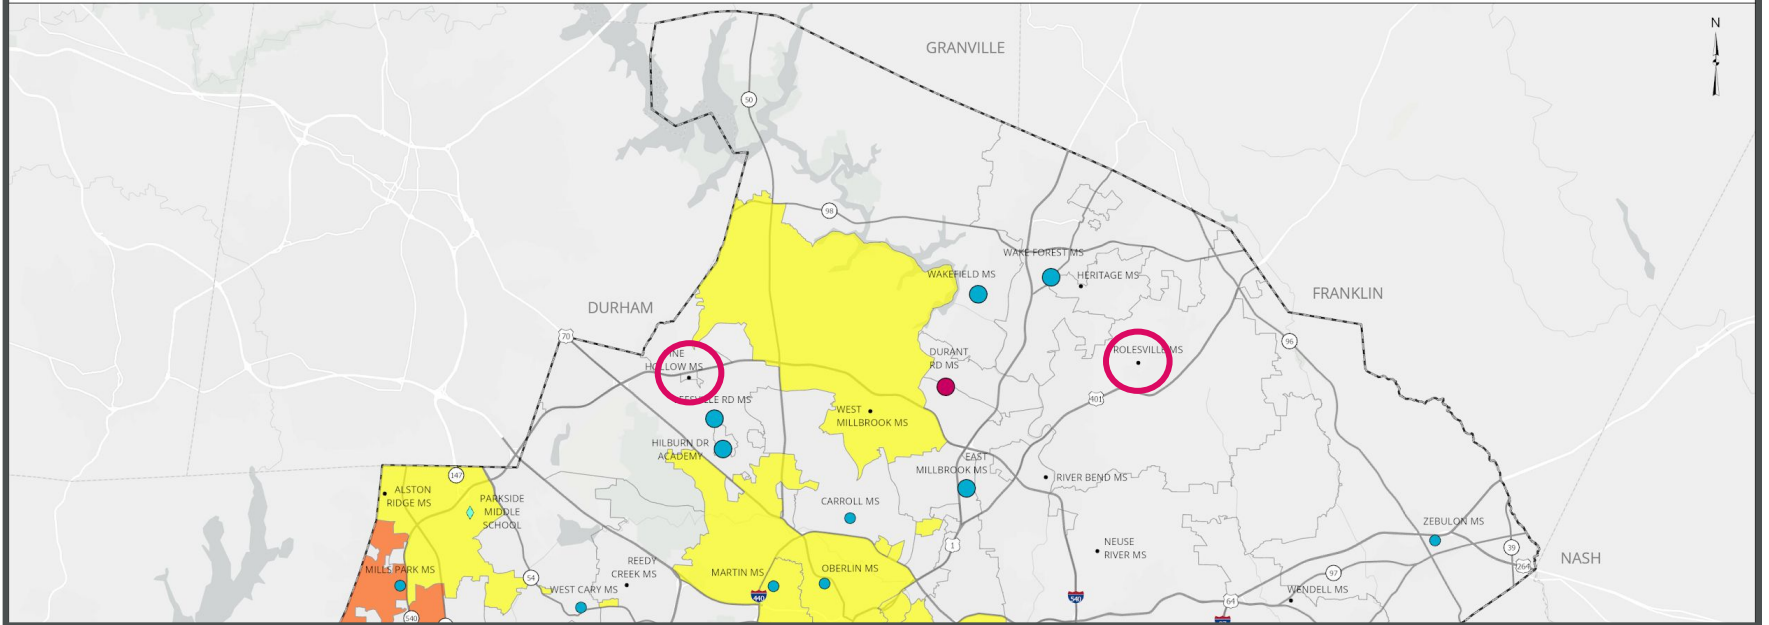 N
GRANVILLE
50
98
WAKE FOREST MS
WAKEFIELD MS
HERITAGE MS
DURHAM
FRANKLIN
70
96
ROLESVILLE MS
DURANT
RD MS
HOLLOW MS
401
RD MS
WEST
MILLBROOK MS
HILBURN DR
ACADEMY
EAST
MILLBROOK MS
147
RIVER BEND MS
ALSTON
RIDGE MS
PARKSIDE
MIDDLE
SCHOOL
CARROLL MS
ZEBULON MS
1
NEUSE
RIVER MS
39
NASH
264
REEDY
CREEK MS
MILLS PARK MS
54
MARTIN MS
OBERLIN MS
97
WEST CARY MS
WENDELL MS
440
540
64
540